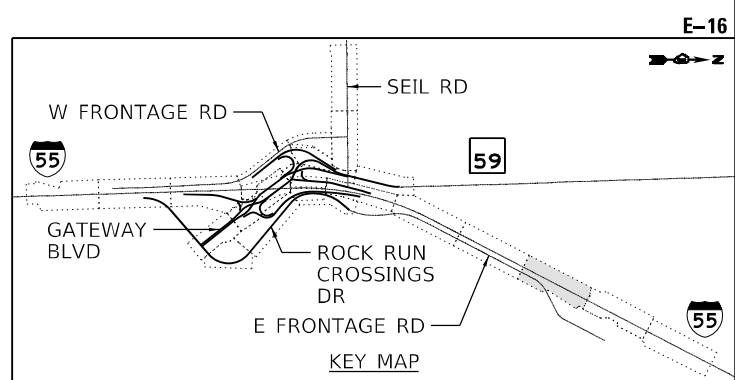 E-16
Z
SEIL RD
W FRONTAGE RD
55
59
GATEWAY
BLVD
ROCK RUN
CROSSINGS
DR
E FRONTAGE RD
55
KEY MAP